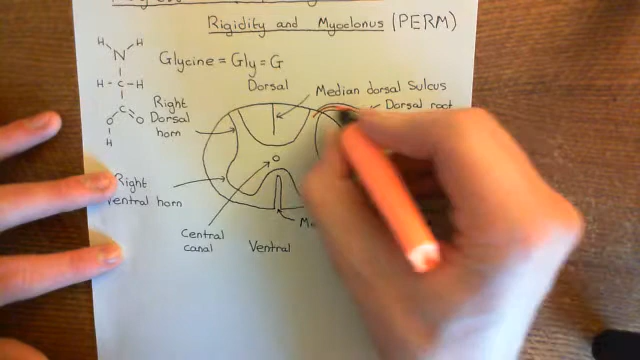 Rigidity and Myoclonus (PERM)
Glycine = Gly = G
H H
N
H - C - H
C
O O
H
Dorsal
Median dorsal Sulcus
Dorsal root
Right
Dorsal
horn
Right
Ventral horn
Central
canal
Ventral